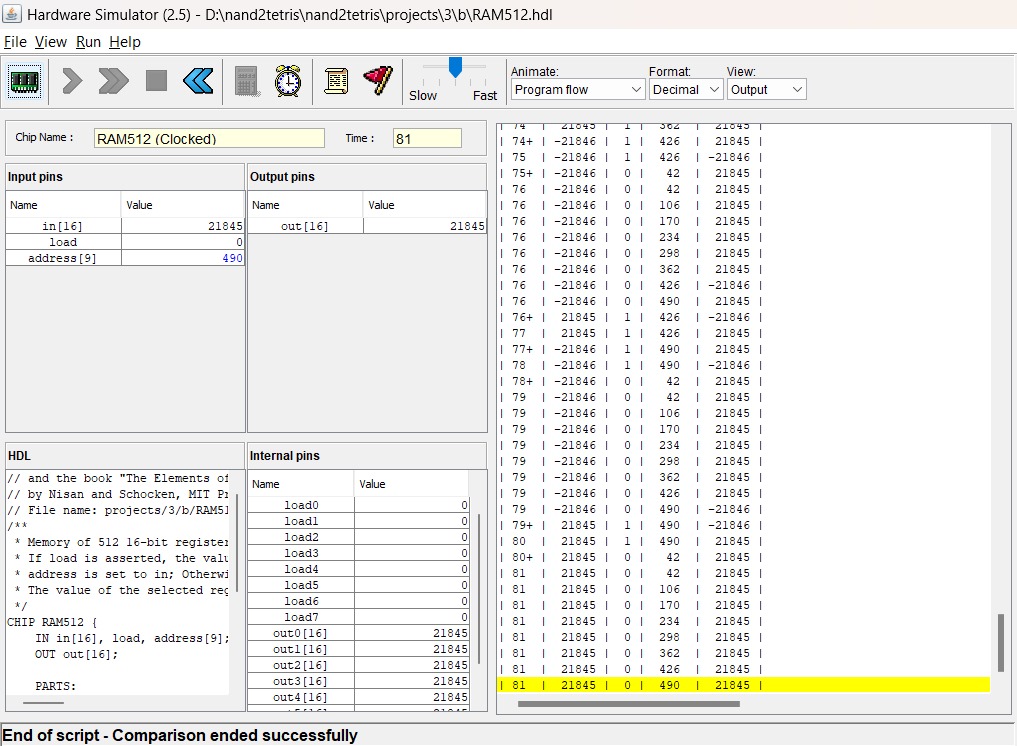 Hardware Simulator (2.5) - D:\nand2tetris\nand2tetris\projects\3\b\RAM512.hdl
File View Run Help
Slow Fast
Animate: Format: View:
Program flow Decimal Output
Chip Name : RAM512 (Clocked) Time : 81
Input pins
Name Value
in[16] 21845
load 0
address[9] 490
Output pins
Name Value
out[16] 21845
HDL
// and the book "The Elements of
// by Nisan and Schocken, MIT Pr
// File name: projects/3/b/RAM51
/**
* Memory of 512 16-bit register
* If load is asserted, the valu
* address is set to in; Otherwi
* The value of the selected reg
*/
CHIP RAM512 {
IN in[16], load, address[9];
OUT out[16];
PARTS:
Internal pins
Name Value
load0 0
load1 0
load2 0
load3 0
load4 0
load5 0
load6 0
load7 0
out0[16] 21845
out1[16] 21845
out2[16] 21845
out3[16] 21845
out4[16] 21845
| 74 | 21845 | 1 | 362 | 21845 |
| 74+ | -21846 | 1 | 426 | 21845 |
| 75 | -21846 | 1 | 426 | -21846 |
| 75+ | -21846 | 0 | 42 | 21845 |
| 76 | -21846 | 0 | 42 | 21845 |
| 76 | -21846 | 0 | 106 | 21845 |
| 76 | -21846 | 0 | 170 | 21845 |
| 76 | -21846 | 0 | 234 | 21845 |
| 76 | -21846 | 0 | 298 | 21845 |
| 76 | -21846 | 0 | 362 | 21845 |
| 76 | -21846 | 0 | 426 | -21846 |
| 76 | -21846 | 0 | 490 | 21845 |
| 76+ | 21845 | 1 | 426 | -21846 |
| 77 | 21845 | 1 | 426 | 21845 |
| 77+ | -21846 | 1 | 490 | 21845 |
| 78 | -21846 | 1 | 490 | -21846 |
| 78+ | -21846 | 0 | 42 | 21845 |
| 79 | -21846 | 0 | 42 | 21845 |
| 79 | -21846 | 0 | 106 | 21845 |
| 79 | -21846 | 0 | 170 | 21845 |
| 79 | -21846 | 0 | 234 | 21845 |
| 79 | -21846 | 0 | 298 | 21845 |
| 79 | -21846 | 0 | 362 | 21845 |
| 79 | -21846 | 0 | 426 | 21845 |
| 79 | -21846 | 0 | 490 | -21846 |
| 79+ | 21845 | 1 | 490 | -21846 |
| 80 | 21845 | 1 | 490 | 21845 |
| 80+ | 21845 | 0 | 42 | 21845 |
| 81 | 21845 | 0 | 42 | 21845 |
| 81 | 21845 | 0 | 106 | 21845 |
| 81 | 21845 | 0 | 170 | 21845 |
| 81 | 21845 | 0 | 234 | 21845 |
| 81 | 21845 | 0 | 298 | 21845 |
| 81 | 21845 | 0 | 362 | 21845 |
| 81 | 21845 | 0 | 426 | 21845 |
| 81 | 21845 | 0 | 490 | 21845 |
End of script - Comparison ended successfully